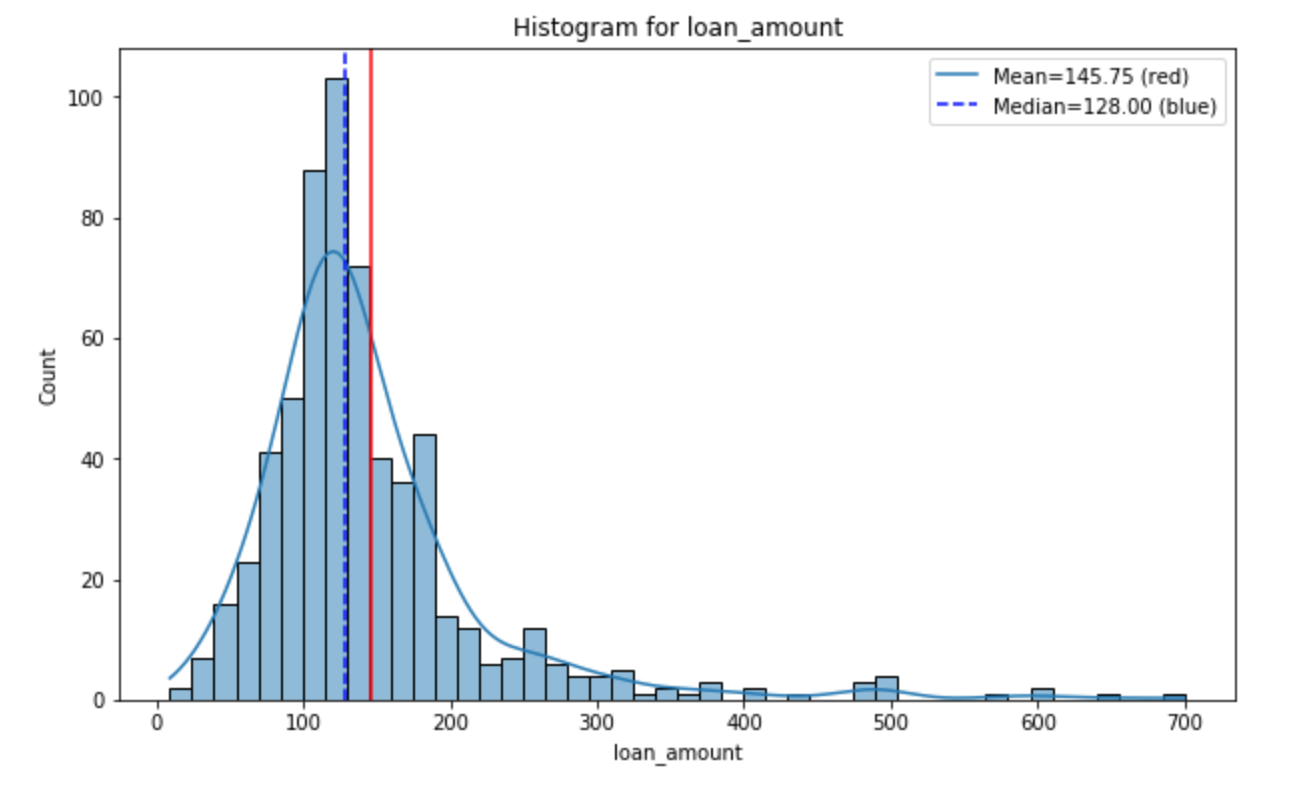 Histogram for loan_amount
Mean=145.75 (red)
Median=128.00 (blue)
100
80
60
40
20
0
Count
0 100 200 300 400 500 600 700
loan_amount